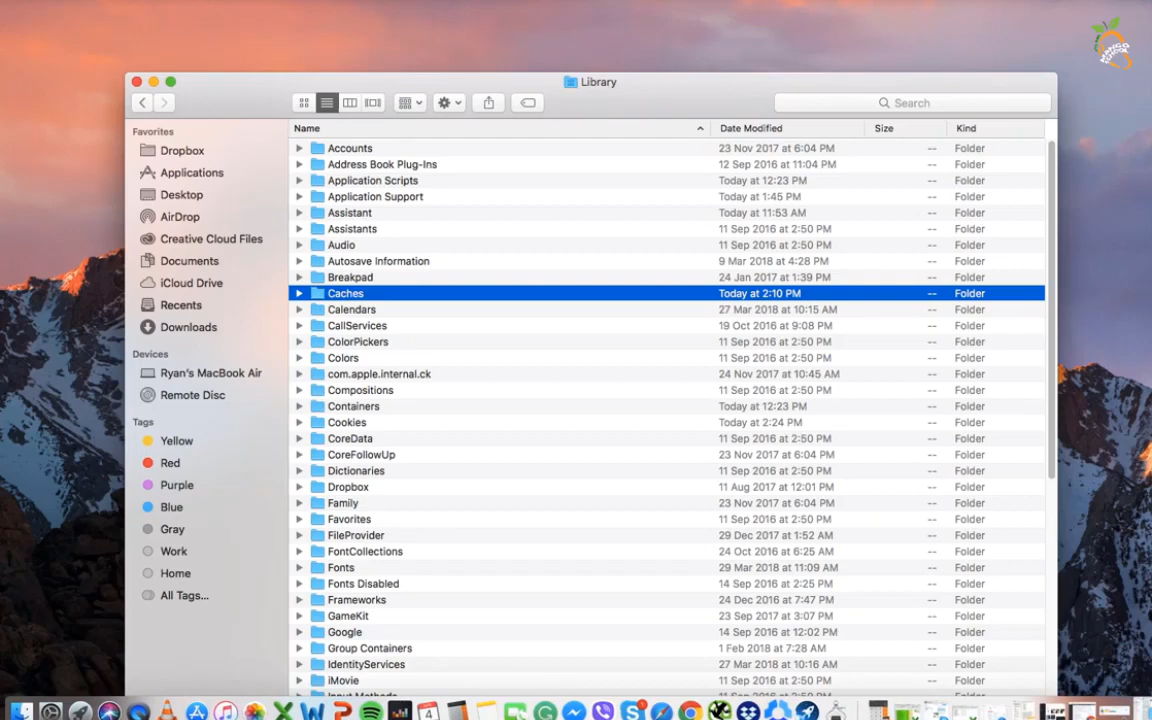 MANGO SCHOOL
Library
Search
Favorites
Dropbox
Applications
Desktop
AirDrop
Creative Cloud Files
Documents
iCloud Drive
Recents
Downloads
Devices
Ryan's MacBook Air
Remote Disc
Tags
Yellow
Red
Purple
Blue
Gray
Work
Home
All Tags...
Name Date Modified Size Kind
Accounts 23 Nov 2017 at 6:04 PM -- Folder
Address Book Plug-Ins 12 Sep 2016 at 11:04 PM -- Folder
Application Scripts Today at 12:23 PM -- Folder
Application Support Today at 1:45 PM -- Folder
Assistant Today at 11:53 AM -- Folder
Assistants 11 Sep 2016 at 2:50 PM -- Folder
Audio 11 Sep 2016 at 2:50 PM -- Folder
Autosave Information 9 Mar 2018 at 4:28 PM -- Folder
Breakpad 24 Jan 2017 at 1:39 PM -- Folder
Caches Today at 2:10 PM -- Folder
Calendars 27 Mar 2018 at 10:15 AM -- Folder
CallServices 19 Oct 2016 at 9:08 PM -- Folder
ColorPickers 11 Sep 2016 at 2:50 PM -- Folder
Colors 11 Sep 2016 at 2:50 PM -- Folder
com.apple.internal.ck 24 Nov 2017 at 10:45 AM -- Folder
Compositions 11 Sep 2016 at 2:50 PM -- Folder
Containers Today at 12:23 PM -- Folder
Cookies Today at 2:24 PM -- Folder
CoreData 11 Sep 2016 at 2:50 PM -- Folder
CoreFollowUp 23 Nov 2017 at 6:04 PM -- Folder
Dictionaries 11 Sep 2016 at 2:50 PM -- Folder
Dropbox 11 Aug 2017 at 12:01 PM -- Folder
Family 23 Nov 2017 at 6:04 PM -- Folder
Favorites 11 Sep 2016 at 2:50 PM -- Folder
FileProvider 29 Dec 2017 at 1:52 AM -- Folder
FontCollections 24 Oct 2016 at 6:25 AM -- Folder
Fonts 29 Mar 2018 at 11:09 AM -- Folder
Fonts Disabled 14 Sep 2016 at 2:25 PM -- Folder
Frameworks 24 Dec 2016 at 7:47 PM -- Folder
GameKit 23 Sep 2017 at 3:07 PM -- Folder
Google 14 Sep 2016 at 12:02 PM -- Folder
Group Containers 1 Feb 2018 at 7:28 AM -- Folder
IdentityServices 27 Mar 2018 at 10:16 AM -- Folder
iMovie 11 Sep 2016 at 2:50 PM -- Folder
4